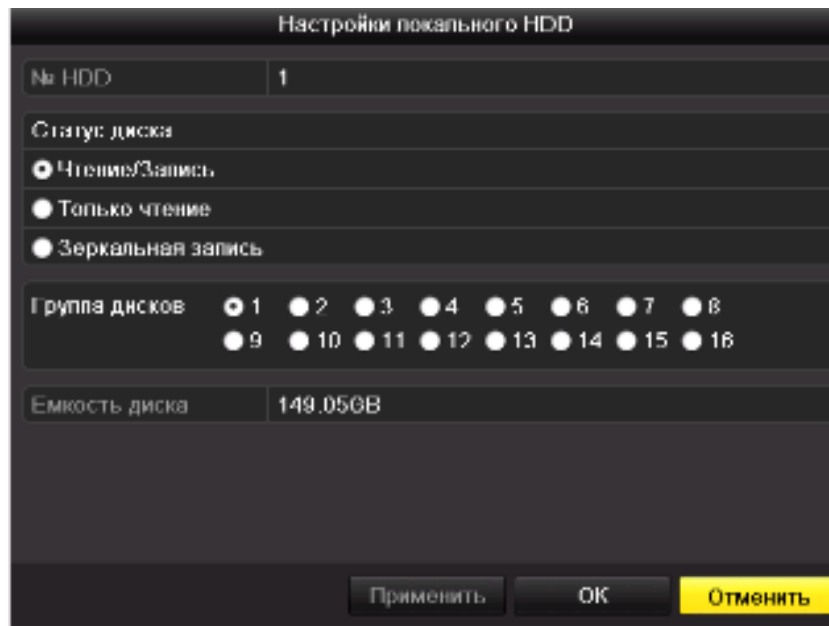 Настройки локального HDD
№ HDD 1
Статус диска
Чтение/Запись
Только чтение
Зеркальная запись
Группа дисков 1 2 3 4 5 6 7 8
9 10 11 12 13 14 15 16
Емкость диска 149.05GB
Применить OK Отменить